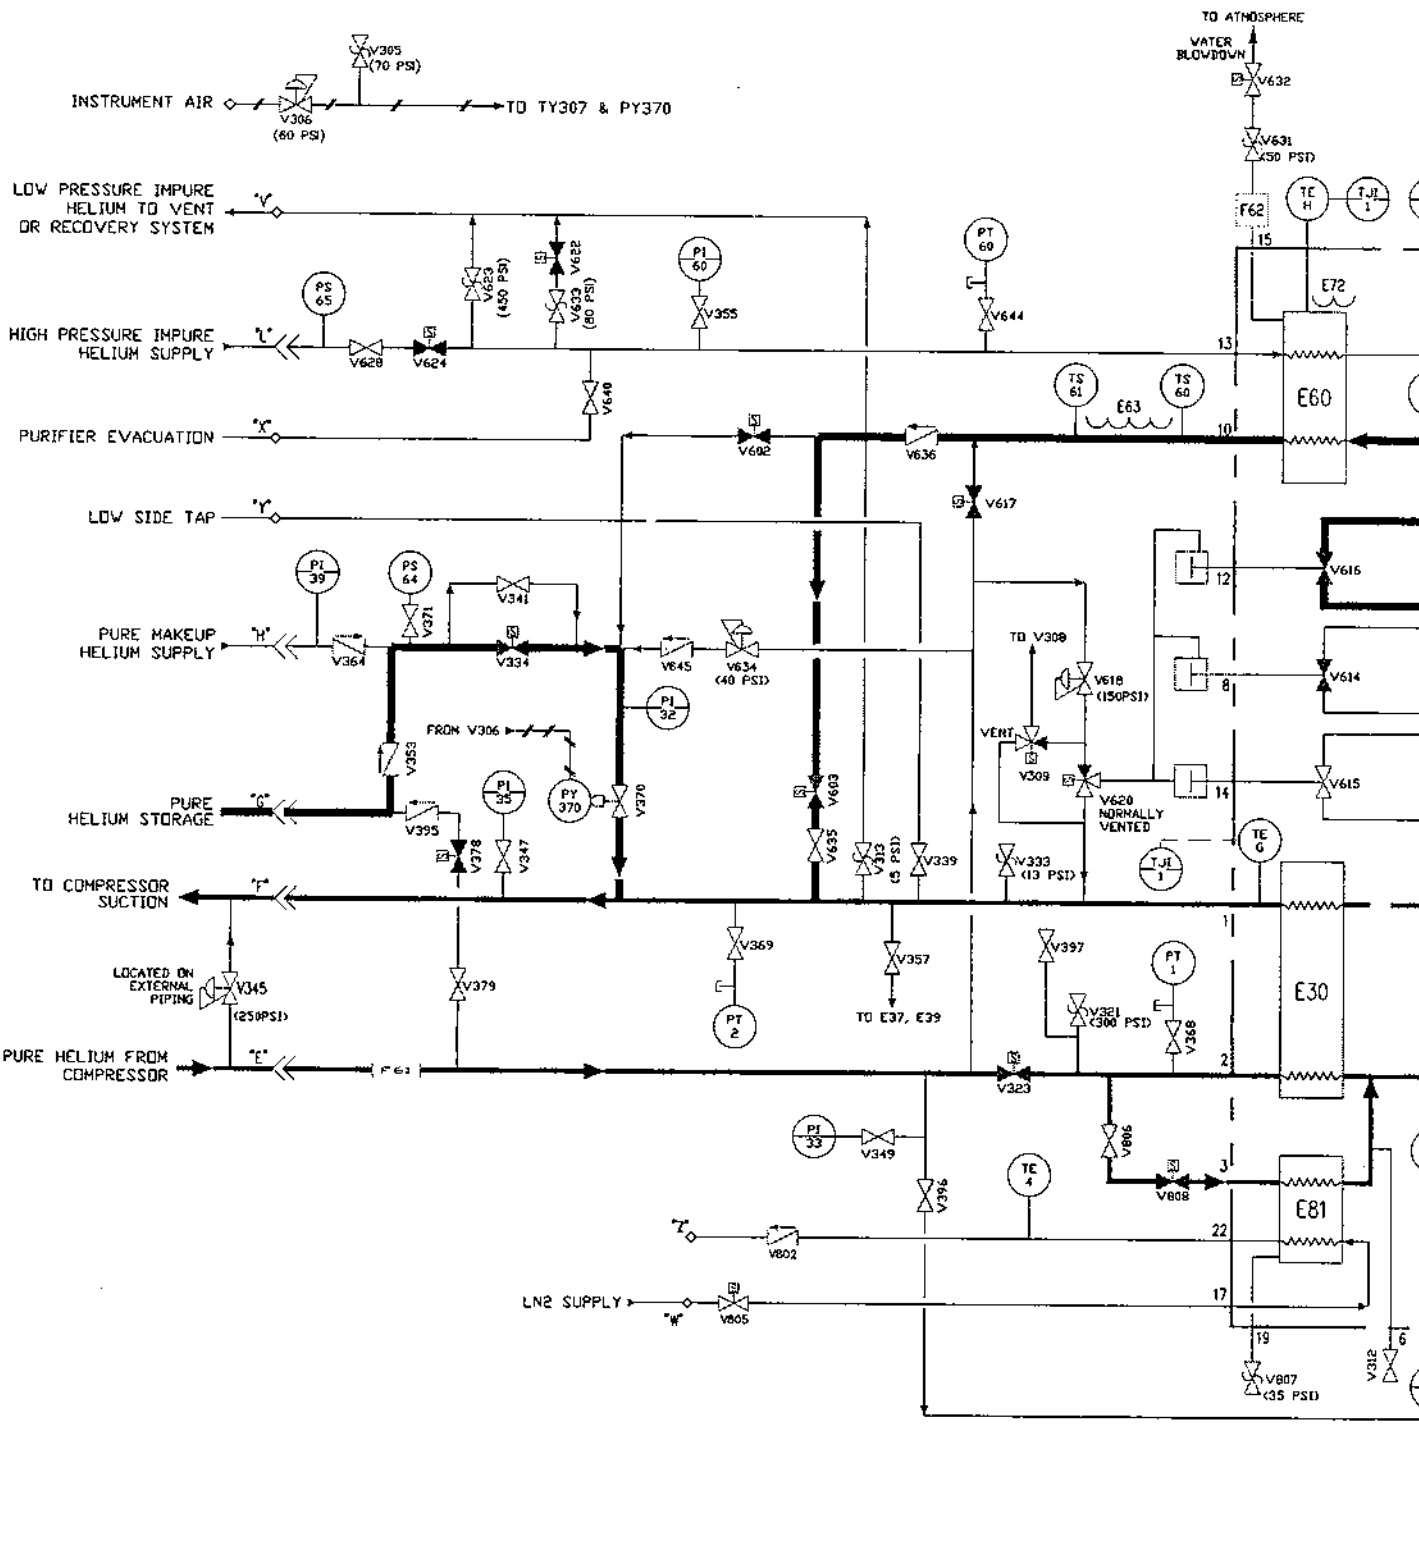 TO ATMOSPHERE
WATER
BLOWDOWN
V632
V305
(70 PSI)
INSTRUMENT AIR
V306
(60 PSI)
TO TY307 & PY370
V631
(50 PSI)
LOW PRESSURE IMPURE
HELIUM TO VENT
OR RECOVERY SYSTEM
"V"
F62
15
TE
H
TJI
1
PS
65
V623
(450 PSI)
V622
V633
(80 PSI)
PI
60
V355
PT
60
V644
E72
HIGH PRESSURE IMPURE
HELIUM SUPPLY
"L"
V628
V624
13
V640
TS
61
E63
TS
60
E60
PURIFIER EVACUATION
"X"
V602
V636
10
V617
LOW SIDE TAP
"Y"
PI
39
PS
64
V371
V341
12
V616
PURE MAKEUP
HELIUM SUPPLY
"H"
V364
V334
V645
V634
(40 PSI)
TO V308
V618
(150PSI)
8
V614
PI
32
FROM V306
V353
VENT
V309
PI
35
PY
370
V370
V603
V620
NORMALLY
VENTED
14
V615
PURE
HELIUM STORAGE
"G"
V395
V378
V347
V635
V313
(5 PSI)
V339
V333
(13 PSI)
TJI
1
TE
G
TO COMPRESSOR
SUCTION
"F"
1
V369
V357
V397
PT
1
LOCATED ON
EXTERNAL
PIPING
V345
(250PSI)
V379
PT
2
TO E37, E39
V321
(300 PSI)
V368
E30
PURE HELIUM FROM
COMPRESSOR
"E"
F61
V323
2
PI
33
V349
V806
V396
TE
4
V808
3
E81
"Z"
V802
22
LN2 SUPPLY
"W"
V805
17
19
V807
(35 PSI)
V312
6